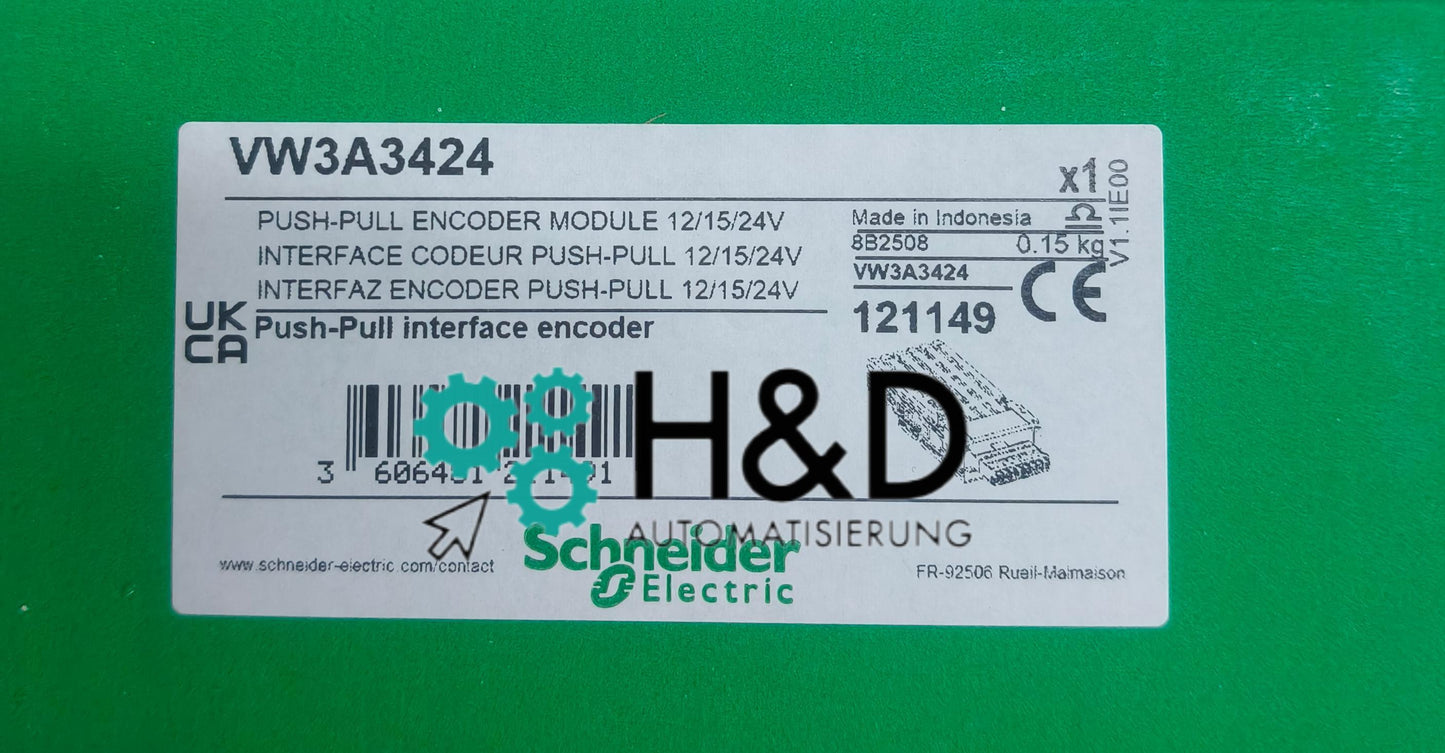 VW3A3424
x1
V1.1IE00
PUSH-PULL ENCODER MODULE 12/15/24V
INTERFACE CODEUR PUSH-PULL 12/15/24V
INTERFAZ ENCODER PUSH-PULL 12/15/24V
Push-Pull interface encoder
Made in Indonesia
8B2508 0.15 kg
VW3A3424
121149
CE
UK
CA
3
H&D
AUTOMATISIERUNG
Schneider
Electric
www.schneider-electric.com/contact
FR-92506 Rueil-Malmaison